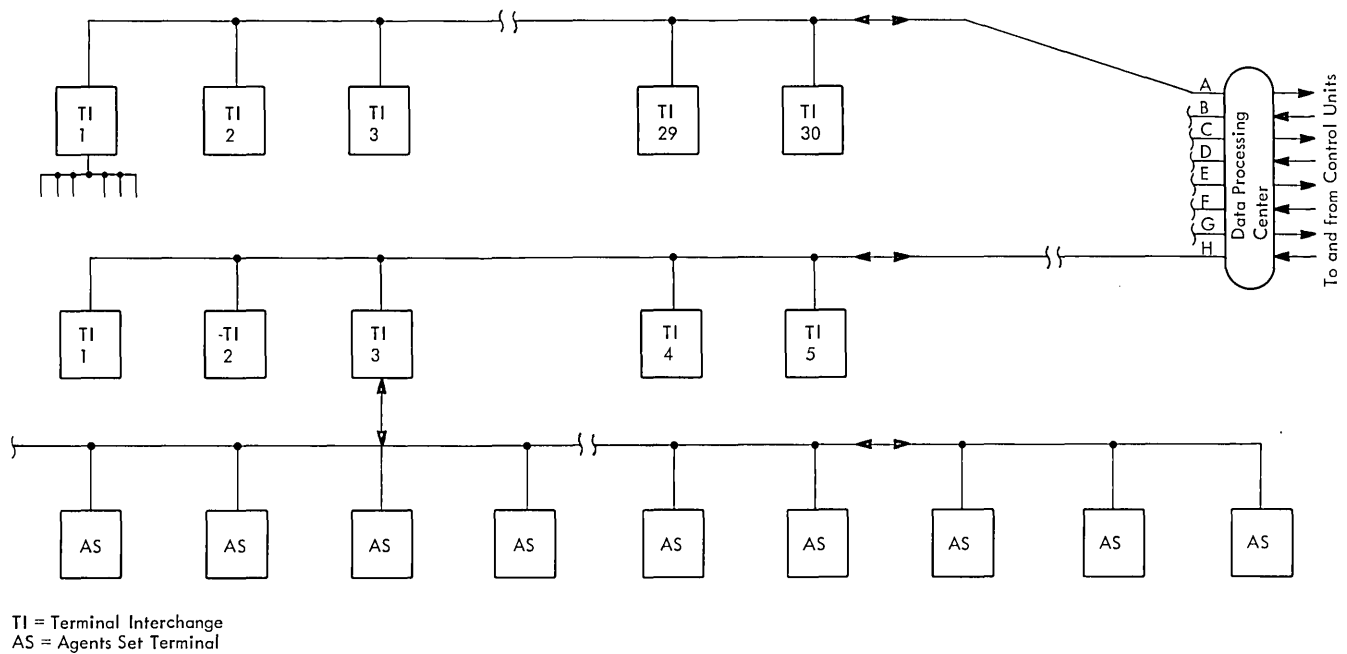 TI
1
TI
2
TI
3
TI
29
TI
30
A
B
C
D
E
F
G
H
Data Processing
Center
To and from Control Units
TI
1
-TI
2
TI
3
TI
4
TI
5
AS
AS
AS
AS
AS
AS
AS
AS
AS
TI = Terminal Interchange
AS = Agents Set Terminal